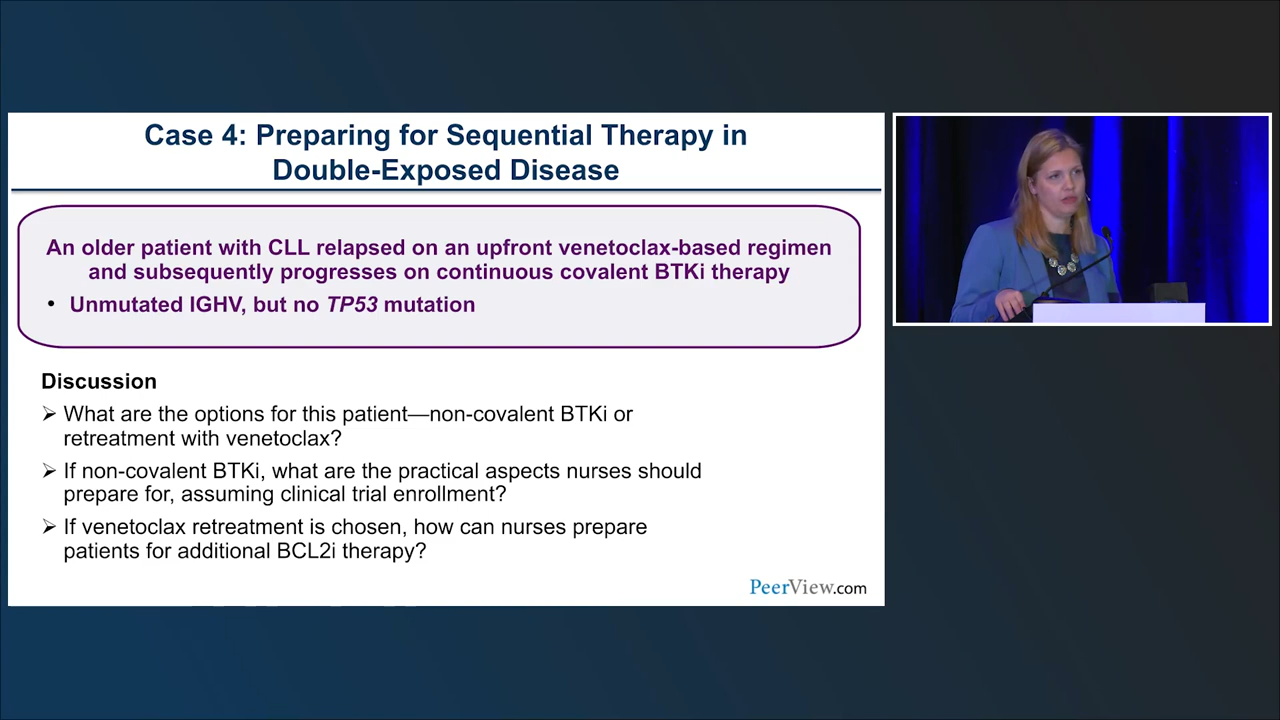 Case 4: Preparing for Sequential Therapy in
Double-Exposed Disease
An older patient with CLL relapsed on an upfront venetoclax-based regimen
and subsequently progresses on continuous covalent BTKi therapy
• Unmutated IGHV, but no TP53 mutation
Discussion
➢ What are the options for this patient—non-covalent BTKi or
retreatment with venetoclax?
➢ If non-covalent BTKi, what are the practical aspects nurses should
prepare for, assuming clinical trial enrollment?
➢ If venetoclax retreatment is chosen, how can nurses prepare
patients for additional BCL2i therapy?
PeerView.com